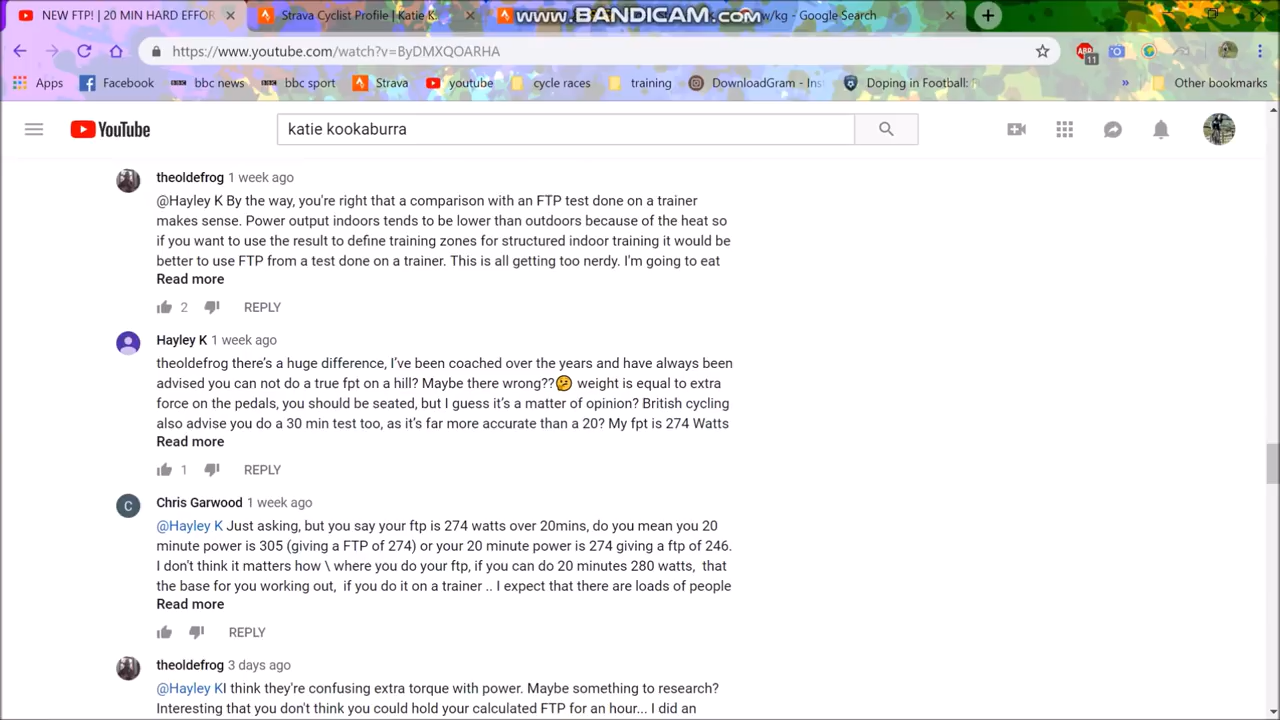 NEW FTP! | 20 MIN HARD EFFOR
Strava Cyclist Profile | Katie K.
www.BANDICAM.com
w/kg - Google Search
https://www.youtube.com/watch?v=ByDMXQOARHA
ABP
11
Apps
Facebook
bbc news
bbc sport
Strava
youtube
cycle races
training
DownloadGram - Ins
Doping in Football:
»
Other bookmarks
YouTube
katie kookaburra
theoldefrog 1 week ago
@Hayley K By the way, you're right that a comparison with an FTP test done on a trainer
makes sense. Power output indoors tends to be lower than outdoors because of the heat so
if you want to use the result to define training zones for structured indoor training it would be
better to use FTP from a test done on a trainer. This is all getting too nerdy. I'm going to eat
Read more
2
REPLY
Hayley K 1 week ago
theoldefrog there's a huge difference, I've been coached over the years and have always been
advised you can not do a true fpt on a hill? Maybe there wrong??🤔 weight is equal to extra
force on the pedals, you should be seated, but I guess it's a matter of opinion? British cycling
also advise you do a 30 min test too, as it's far more accurate than a 20? My fpt is 274 Watts
Read more
1
REPLY
C
Chris Garwood 1 week ago
@Hayley K Just asking, but you say your ftp is 274 watts over 20mins, do you mean you 20
minute power is 305 (giving a FTP of 274) or your 20 minute power is 274 giving a ftp of 246.
I don't think it matters how \ where you do your ftp, if you can do 20 minutes 280 watts, that
the base for you working out, if you do it on a trainer .. I expect that there are loads of people
Read more
REPLY
theoldefrog 3 days ago
@Hayley KI think they're confusing extra torque with power. Maybe something to research?
Interesting that you don't think you could hold your calculated FTP for an hour... I did an